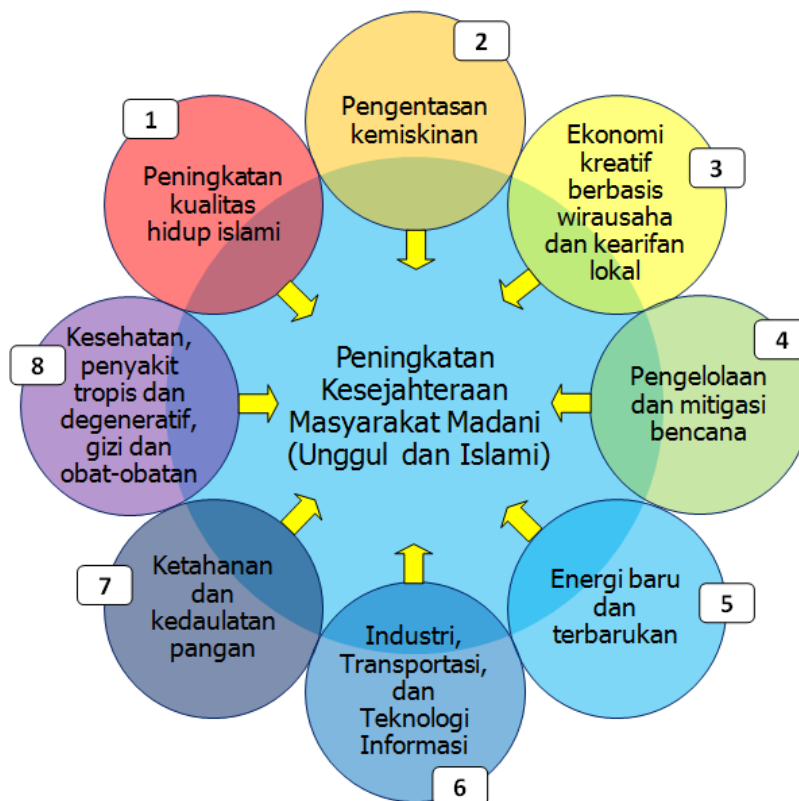 1
Peningkatan
kualitas
hidup islami
2
Pengentasan
kemiskinan
3
Ekonomi
kreatif
berbasis
wirausaha
dan kearifan
lokal
4
Pengelolaan
dan mitigasi
bencana
5
Energi baru
dan
terbarukan
6
Industri,
Transportasi,
dan
Teknologi
Informasi
7
Ketahanan
dan
kedaulatan
pangan
8
Kesehatan,
penyakit
tropis dan
degeneratif,
gizi dan
obat-obatan
Peningkatan
Kesejahteraan
Masyarakat Madani
(Unggul dan Islami)